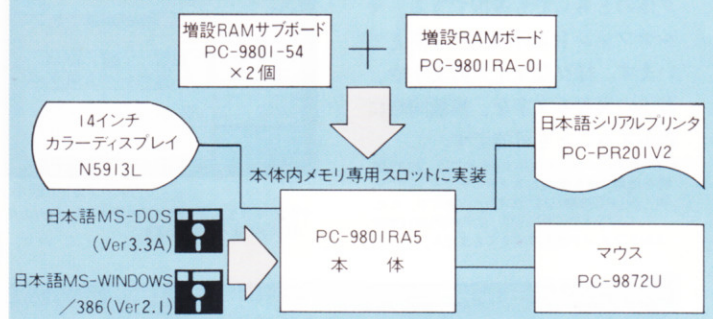 増設RAMサブボード
PC-9801-54
×2個
増設RAMボード
PC-9801RA-01
14インチ
カラーディスプレイ
N5913L
本体内メモリ専用スロットに実装
日本語シリアルプリンタ
PC-PR201V2
日本語MS-DOS
(Ver3.3A)
日本語MS-WINDOWS
/386(Ver2.1)
PC-9801RA5
本 体
マウス
PC-9872U